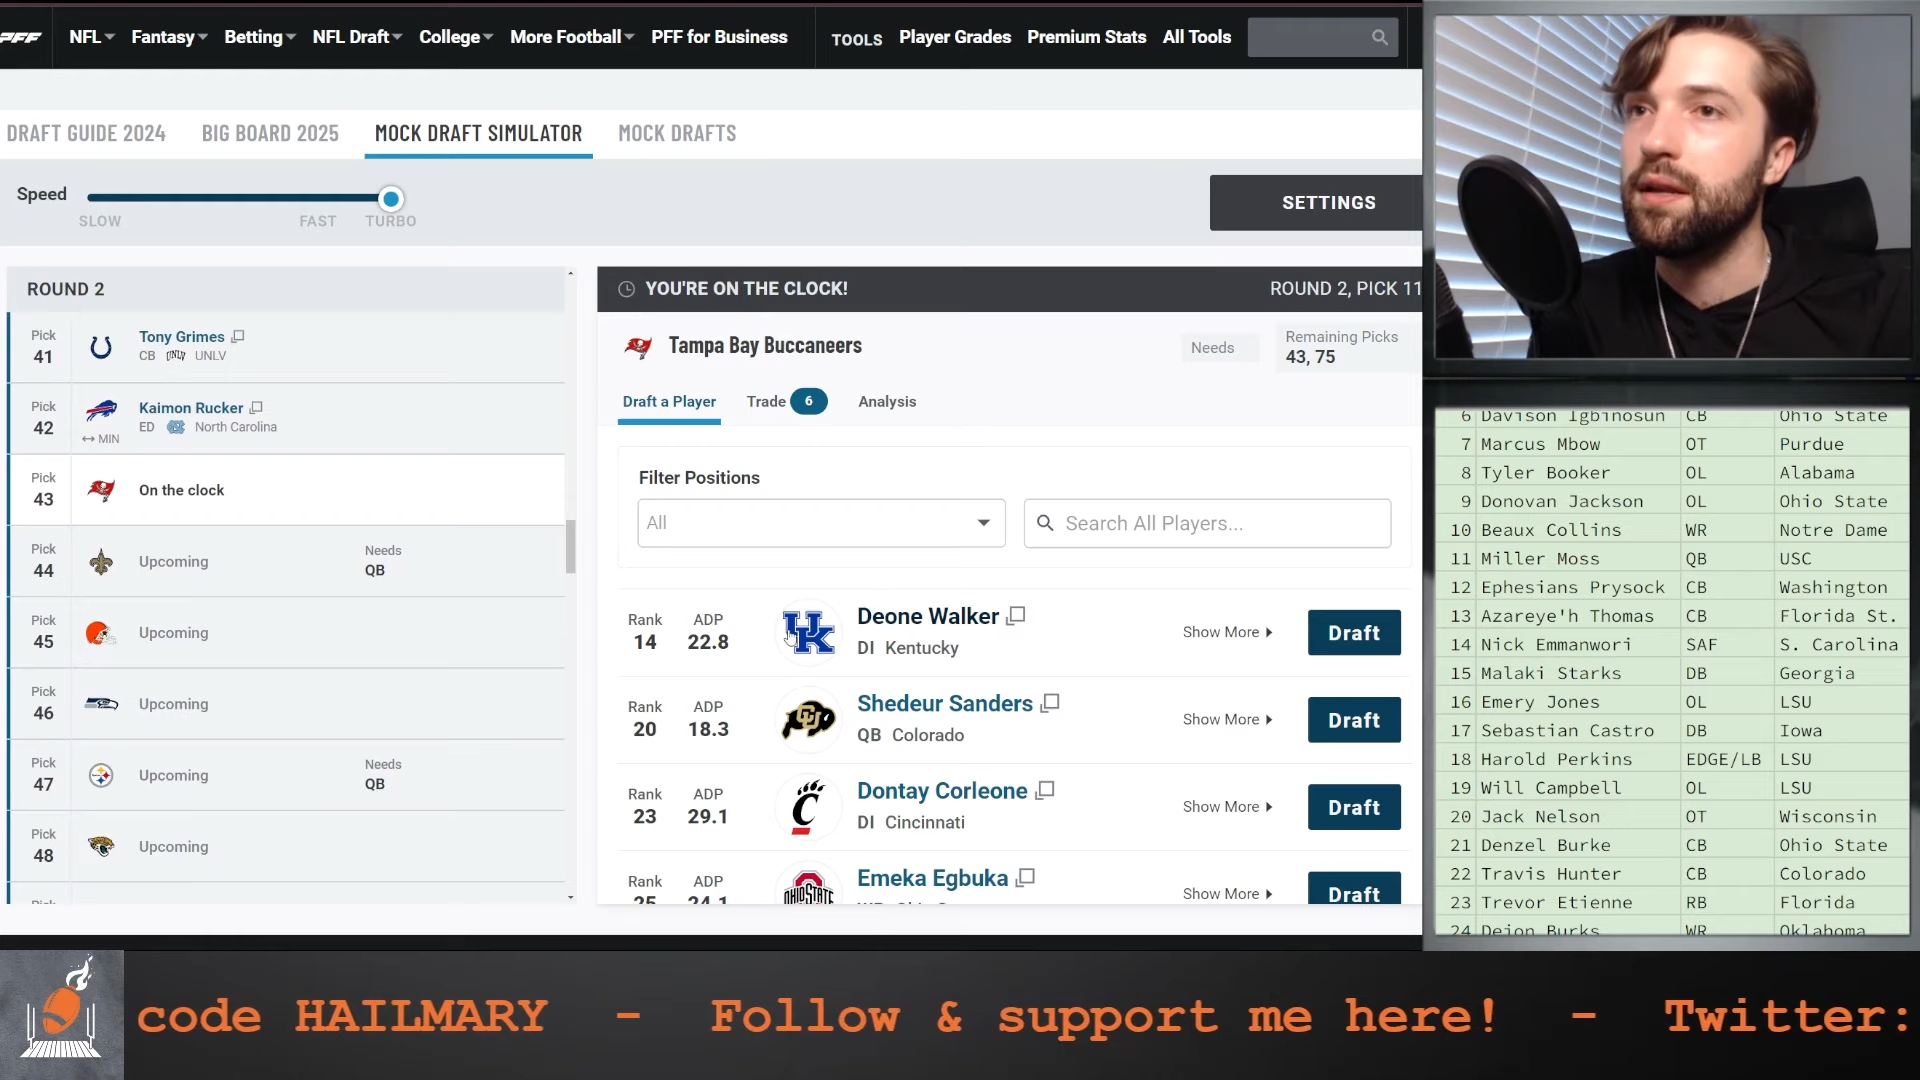 PFF NFL Fantasy Betting NFL Draft College More Football PFF for Business TOOLS Player Grades Premium Stats All Tools
DRAFT GUIDE 2024 BIG BOARD 2025 MOCK DRAFT SIMULATOR MOCK DRAFTS
Speed
SLOW FAST TURBO
SETTINGS
ROUND 2
Pick 41 Tony Grimes
CB UNLV UNLV
Pick 42 Kaimon Rucker
↔ MIN ED North Carolina
Pick 43 On the clock
Pick 44 Upcoming Needs QB
Pick 45 Upcoming
Pick 46 Upcoming
Pick 47 Upcoming Needs QB
Pick 48 Upcoming
YOU'RE ON THE CLOCK! ROUND 2, PICK 11
Tampa Bay Buccaneers Needs Remaining Picks
43, 75
Draft a Player Trade 6 Analysis
Filter Positions
All Search All Players...
Rank 14 ADP 22.8 Deone Walker
DI Kentucky Show More Draft
Rank 20 ADP 18.3 Shedeur Sanders
QB Colorado Show More Draft
Rank 23 ADP 29.1 Dontay Corleone
DI Cincinnati Show More Draft
Rank 25 ADP 24.1 Emeka Egbuka
Show More Draft
6 Davison Igbinosun CB Ohio State
7 Marcus Mbow OT Purdue
8 Tyler Booker OL Alabama
9 Donovan Jackson OL Ohio State
10 Beaux Collins WR Notre Dame
11 Miller Moss QB USC
12 Ephesians Prysock CB Washington
13 Azareye'h Thomas CB Florida St.
14 Nick Emmanwori SAF S. Carolina
15 Malaki Starks DB Georgia
16 Emery Jones OL LSU
17 Sebastian Castro DB Iowa
18 Harold Perkins EDGE/LB LSU
19 Will Campbell OL LSU
20 Jack Nelson OT Wisconsin
21 Denzel Burke CB Ohio State
22 Travis Hunter CB Colorado
23 Trevor Etienne RB Florida
24 Deion Burks WR Oklahoma
code HAILMARY - Follow & support me here! - Twitter: